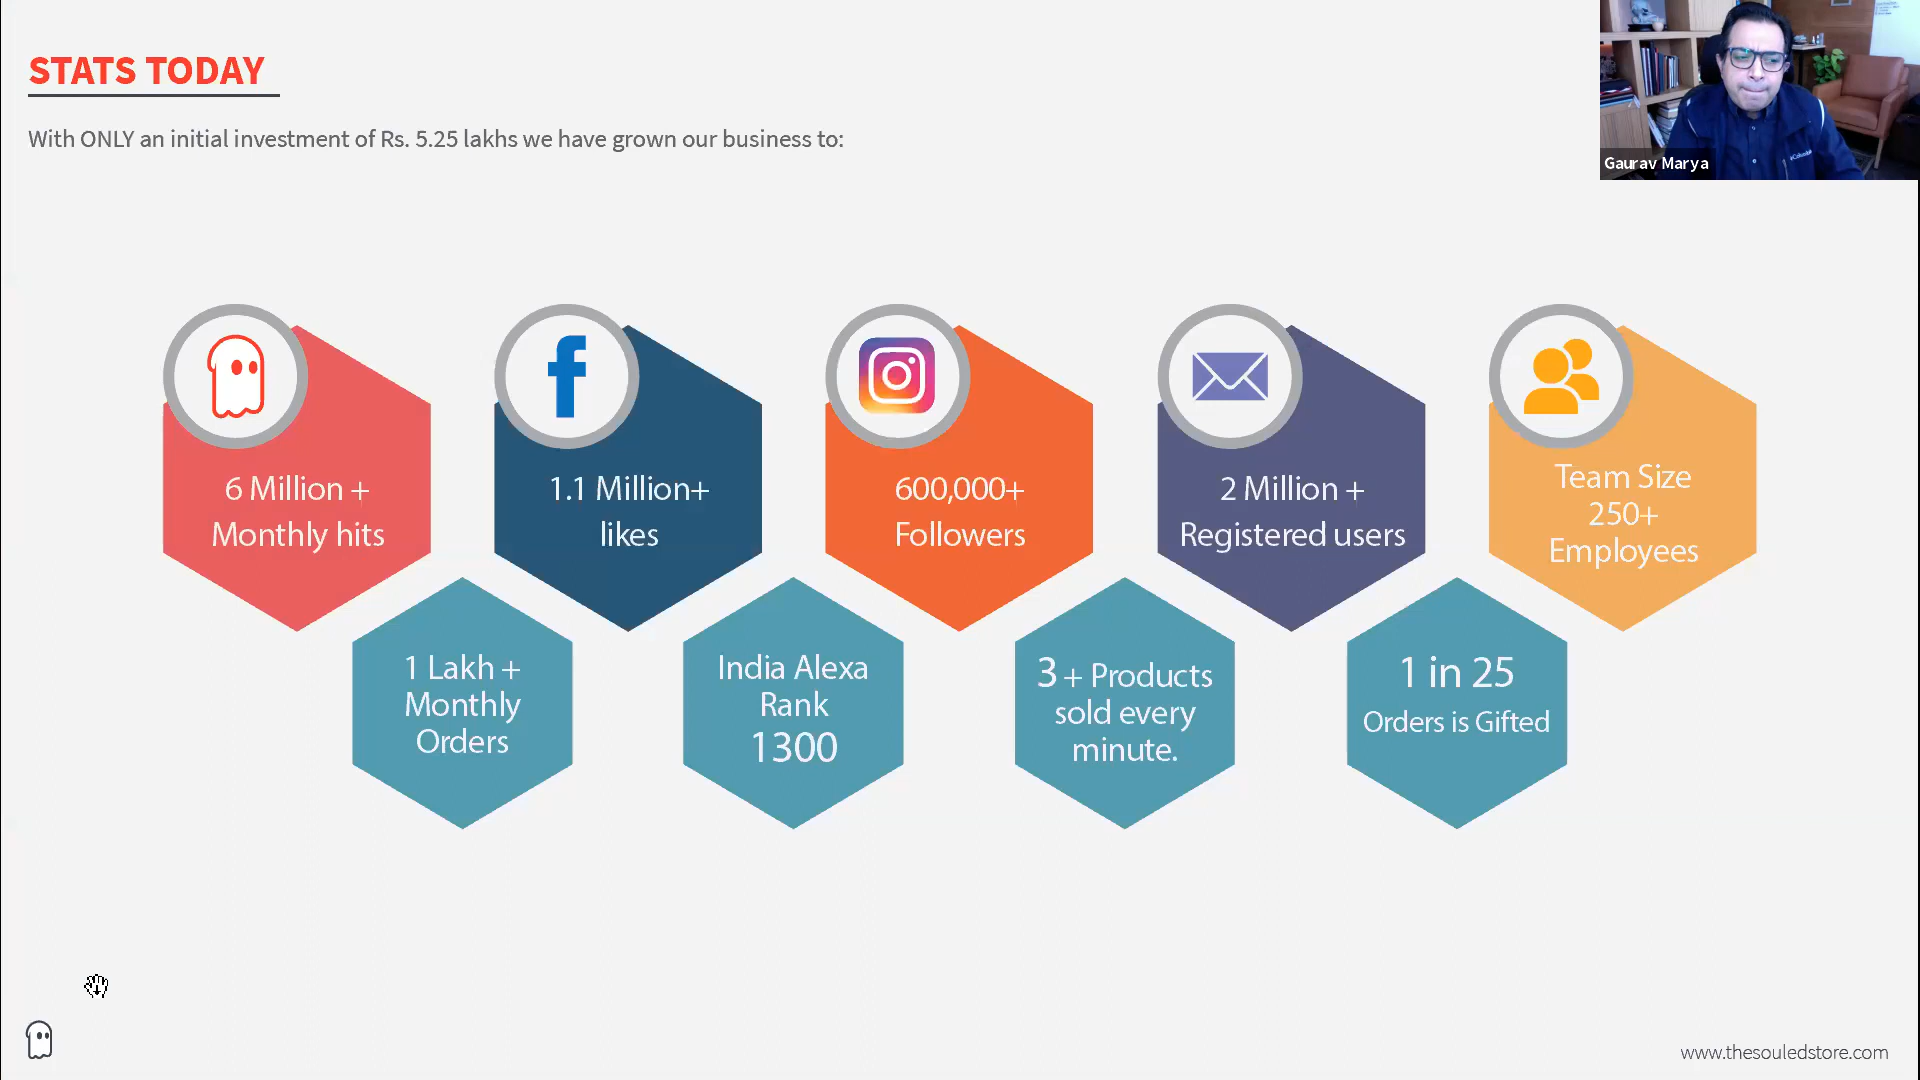 STATS TODAY
With ONLY an initial investment of Rs. 5.25 lakhs we have grown our business to:
Gaurav Marya
6 Million +
Monthly hits
1.1 Million+
likes
600,000+
Followers
2 Million +
Registered users
Team Size
250+
Employees
1 Lakh +
Monthly
Orders
India Alexa
Rank
1300
3 + Products
sold every
minute.
1 in 25
Orders is Gifted
www.thesouledstore.com